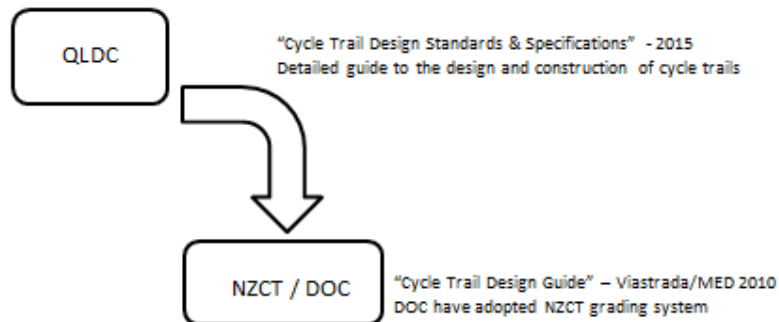 QLDC
“Cycle Trail Design Standards & Specifications” - 2015
Detailed guide to the design and construction of cycle trails
NZCT / DOC
“Cycle Trail Design Guide” – Viastrada/MED 2010
DOC have adopted NZCT grading system